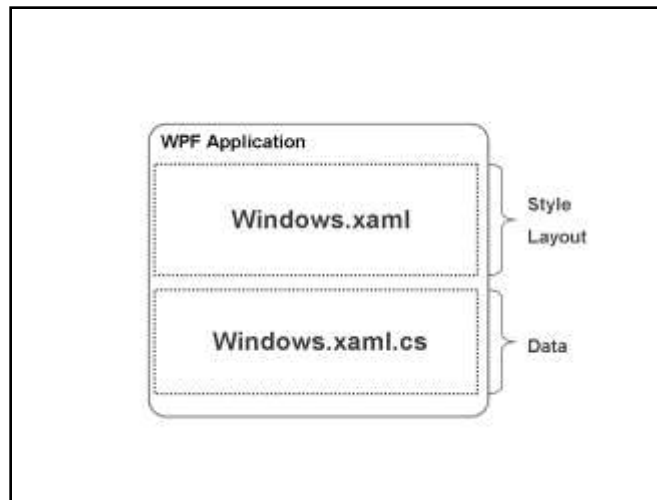 WPF Application
Windows.xaml
Style
Layout
Windows.xaml.cs
Data